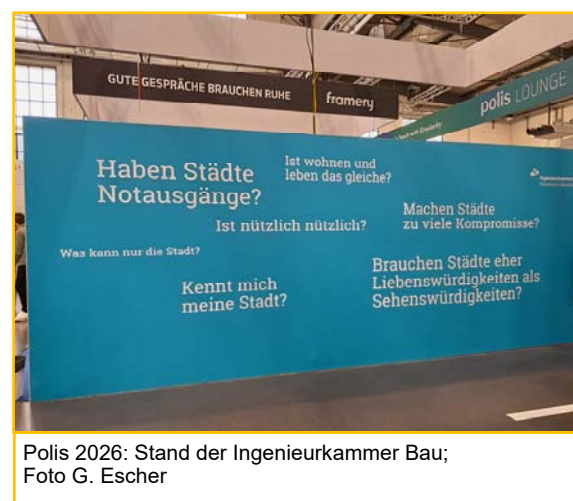 GUTE GESPRÄCHE BRAUCHEN RUHE framery
polis LOUNGE
Haben Städte
Notausgänge?
Ist wohnen und
leben das gleiche?
Ist nützlich nützlich?
Machen Städte
zu viele Kompromisse?
Was kann nur die Stadt?
Kennt mich
meine Stadt?
Brauchen Städte eher
Liebenswürdigkeiten als
Sehenswürdigkeiten?
Polis 2026: Stand der Ingenieurkammer Bau;
Foto G. Escher